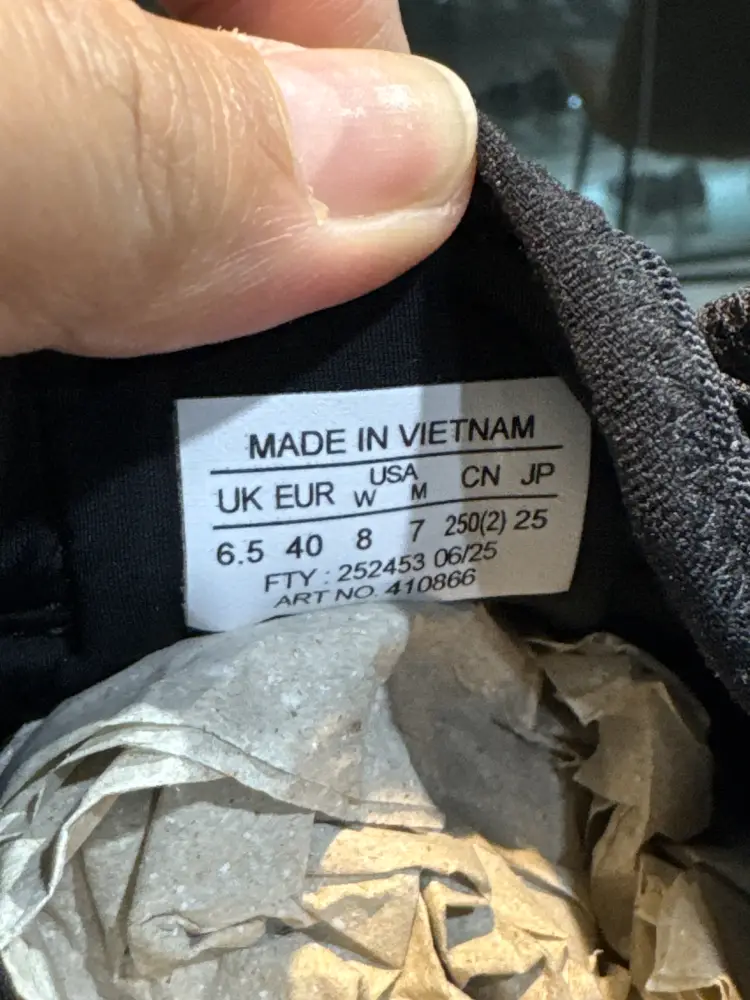 MADE IN VIETNAM
UK EUR USA W M CN JP
6.5 40 8 7 250(2) 25
FTY : 252453 06/25
ART NO. 410866